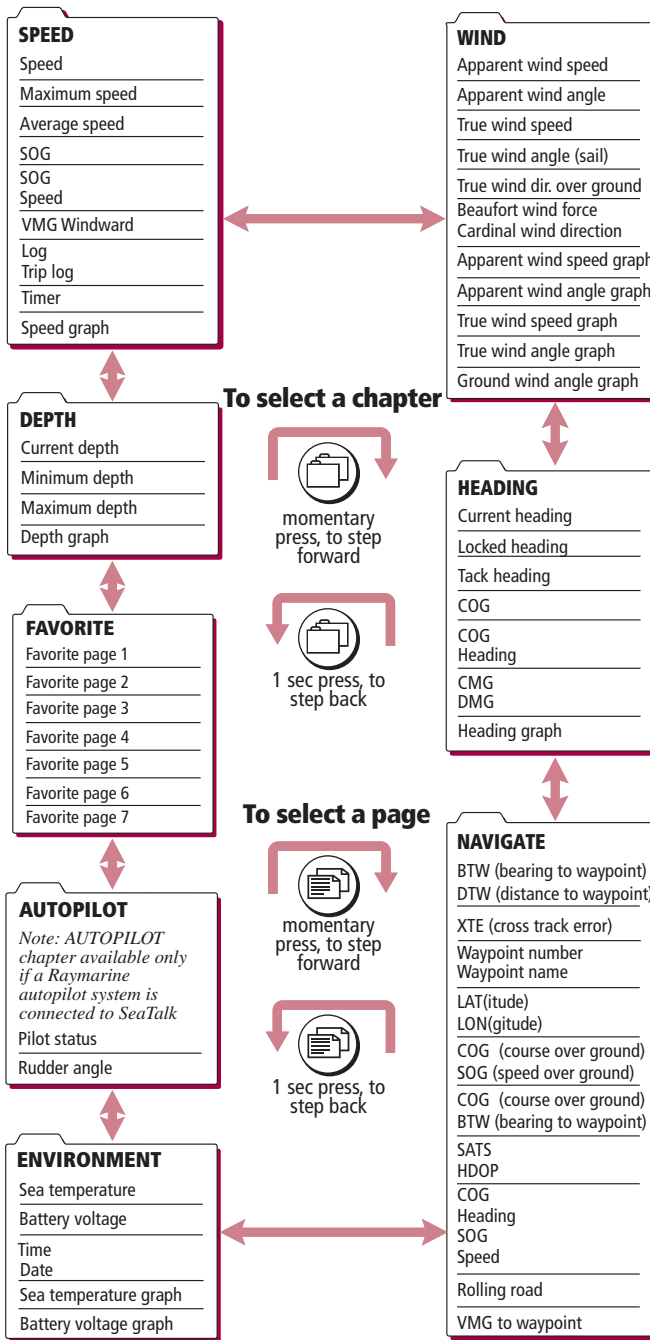 SPEED
Speed
Maximum speed
Average speed
SOG
SOG
Speed
VMG Windward
Log
Trip log
Timer
Speed graph
DEPTH
Current depth
Minimum depth
Maximum depth
Depth graph
FAVORITE
Favorite page 1
Favorite page 2
Favorite page 3
Favorite page 4
Favorite page 5
Favorite page 6
Favorite page 7
AUTOPILOT
Note: AUTOPILOT
chapter available only
if a Raymarine
autopilot system is
connected to SeaTalk
Pilot status
Rudder angle
ENVIRONMENT
Sea temperature
Battery voltage
Time
Date
Sea temperature graph
Battery voltage graph
To select a chapter
momentary
press, to step
forward
1 sec press, to
step back
To select a page
momentary
press, to step
forward
1 sec press, to
step back
WIND
Apparent wind speed
Apparent wind angle
True wind speed
True wind angle (sail)
True wind dir. over ground
Beaufort wind force
Cardinal wind direction
Apparent wind speed graph
Apparent wind angle graph
True wind speed graph
True wind angle graph
Ground wind angle graph
HEADING
Current heading
Locked heading
Tack heading
COG
COG
Heading
CMG
DMG
Heading graph
NAVIGATE
BTW (bearing to waypoint)
DTW (distance to waypoint)
XTE (cross track error)
Waypoint number
Waypoint name
LAT(itude)
LON(gitude)
COG (course over ground)
SOG (speed over ground)
COG (course over ground)
BTW (bearing to waypoint)
SATS
HDOP
COG
Heading
SOG
Speed
Rolling road
VMG to waypoint